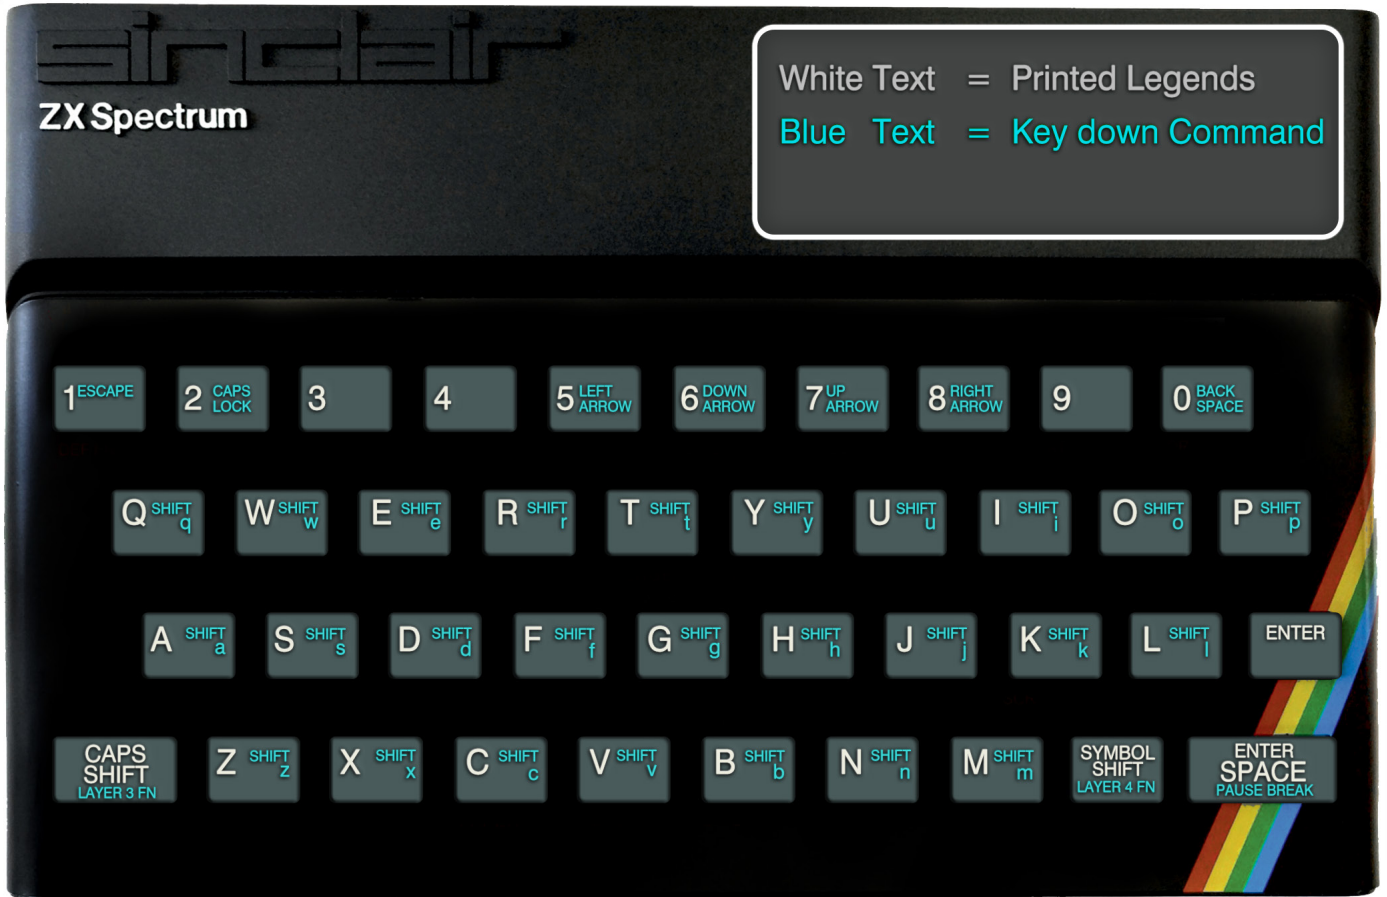 sinclair
ZX Spectrum
White Text = Printed Legends
Blue Text = Key down Command
1 ESCAPE
2 CAPS LOCK
3
4
5 LEFT ARROW
6 DOWN ARROW
7 UP ARROW
8 RIGHT ARROW
9
0 BACK SPACE
Q SHIFT q
W SHIFT w
E SHIFT e
R SHIFT r
T SHIFT t
Y SHIFT y
U SHIFT u
I SHIFT i
O SHIFT o
P SHIFT p
A SHIFT a
S SHIFT s
D SHIFT d
F SHIFT f
G SHIFT g
H SHIFT h
J SHIFT j
K SHIFT k
L SHIFT l
ENTER
CAPS
SHIFT
LAYER 3 FN
Z SHIFT z
X SHIFT x
C SHIFT c
V SHIFT v
B SHIFT b
N SHIFT n
M SHIFT m
SYMBOL
SHIFT
LAYER 4 FN
ENTER
SPACE
PAUSE BREAK